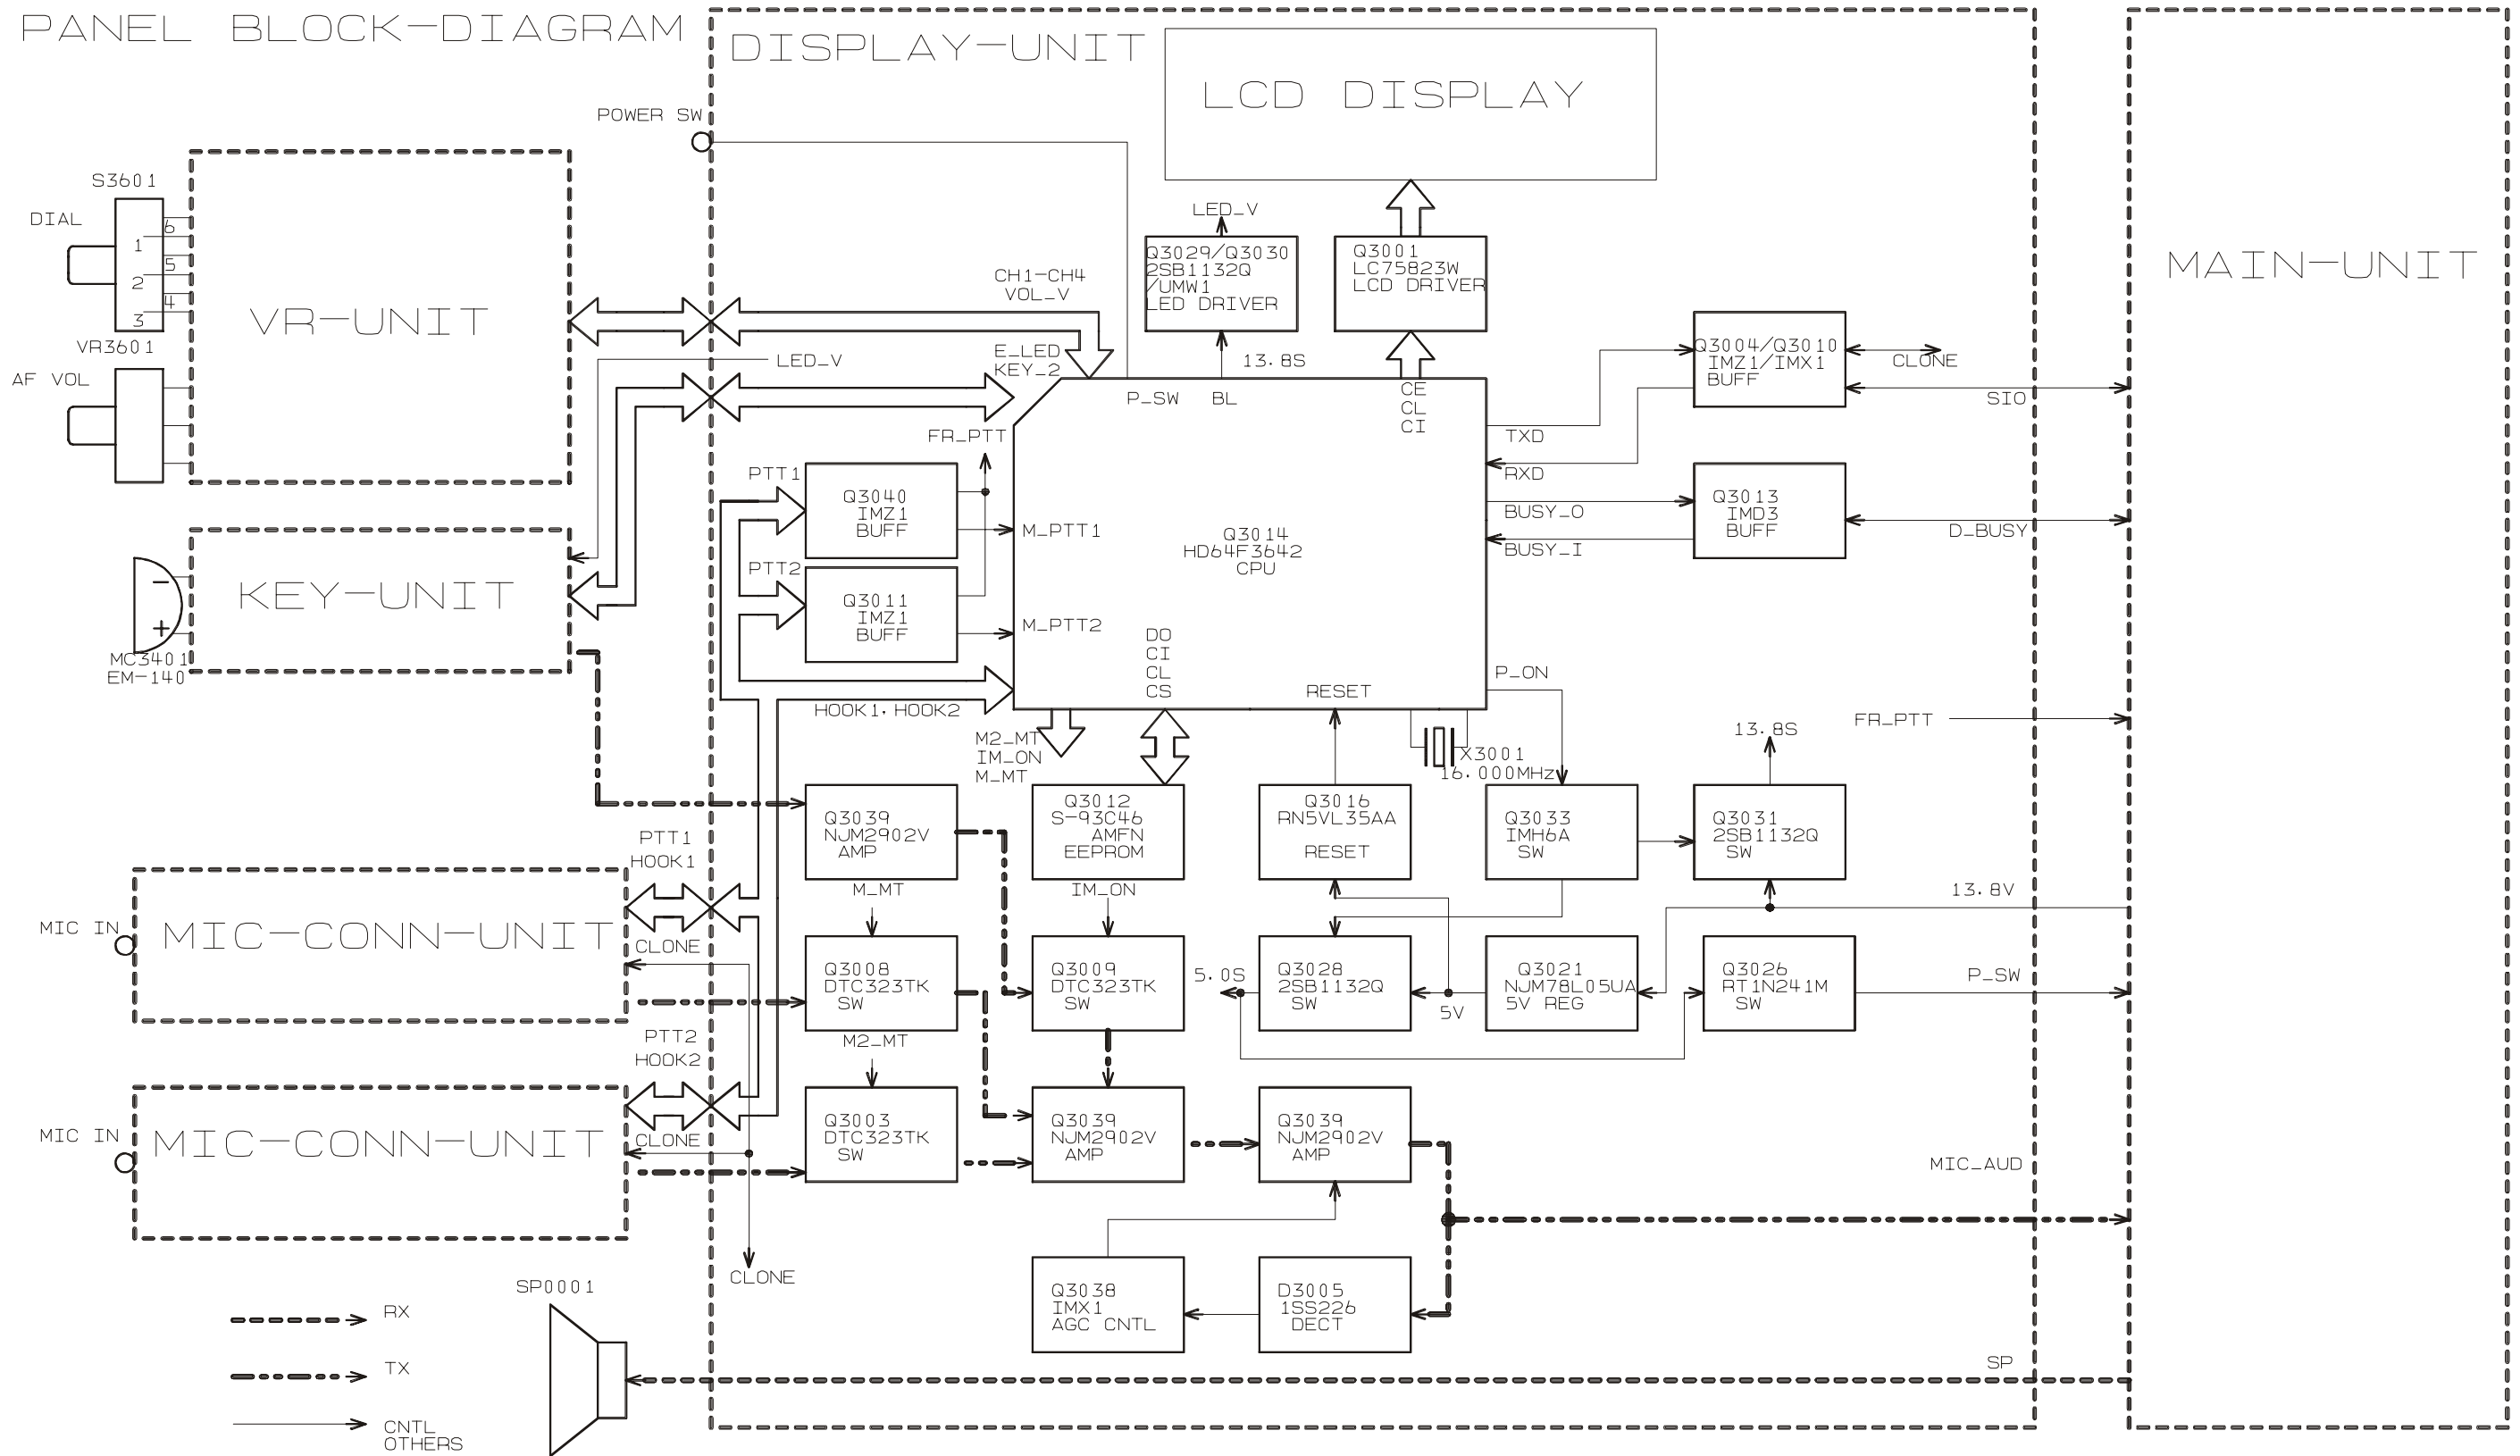 PANEL BLOCK-DIAGRAM
DISPLAY-UNIT
LCD DISPLAY
MAIN-UNIT
POWER SW
S3601
DIAL
6
1
5
2
4
3
VR3601
AF VOL
VR-UNIT
LED_V
Q3029/Q3030
2SB1132Q
/UMW1
LED DRIVER
Q3001
LC75823W
LCD DRIVER
CH1-CH4
VOL_V
E_LED
KEY_2
LED_V
13.8S
Q3004/Q3010
IMZ1/IMX1
BUFF
CLONE
SIO
P_SW
BL
CE
CL
CI
TXD
RXD
BUSY_O
BUSY_I
Q3013
IMD3
BUFF
D_BUSY
FR_PTT
PTT1
Q3040
IMZ1
BUFF
M_PTT1
PTT2
Q3011
IMZ1
BUFF
M_PTT2
Q3014
HD64F3642
CPU
KEY-UNIT
-
+
MC3401
EM-140
DO
CI
CL
CS
RESET
P_ON
HOOK1.HOOK2
M2_MT
IM_ON
M_MT
X3001
16.000MHz
FR_PTT
13.8S
Q3039
NJM2902V
AMP
Q3012
S-93C46
AMFN
EEPROM
Q3016
RN5VL35AA
RESET
Q3033
IMH6A
SW
Q3031
2SB1132Q
SW
PTT1
HOOK1
M_MT
IM_ON
13.8V
MIC IN
MIC-CONN-UNIT
CLONE
Q3008
DTC323TK
SW
Q3009
DTC323TK
SW
5.0S
Q3028
2SB1132Q
SW
5V
Q3021
NJM78L05UA
5V REG
Q3026
RT1N241M
SW
P_SW
PTT2
HOOK2
M2_MT
MIC IN
MIC-CONN-UNIT
CLONE
Q3003
DTC323TK
SW
Q3039
NJM2902V
AMP
Q3039
NJM2902V
AMP
MIC_AUD
CLONE
Q3038
IMX1
AGC CNTL
D3005
1SS226
DECT
SP0001
SP
RX
TX
CNTL
OTHERS